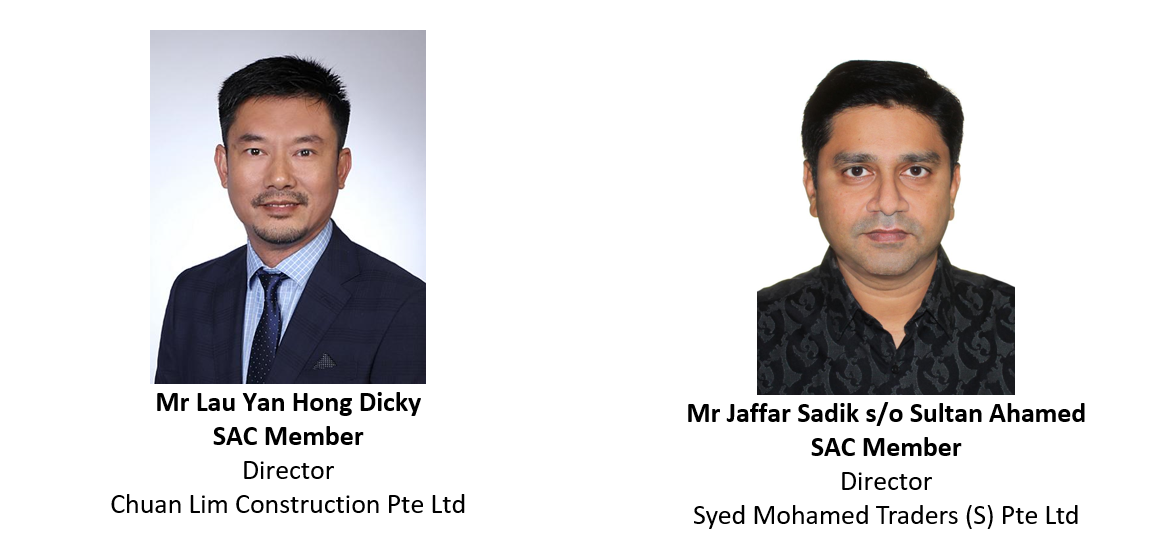 Mr Lau Yan Hong Dicky
SAC Member
Director
Chuan Lim Construction Pte Ltd
Mr Jaffar Sadik s/o Sultan Ahamed
SAC Member
Director
Syed Mohamed Traders (S) Pte Ltd